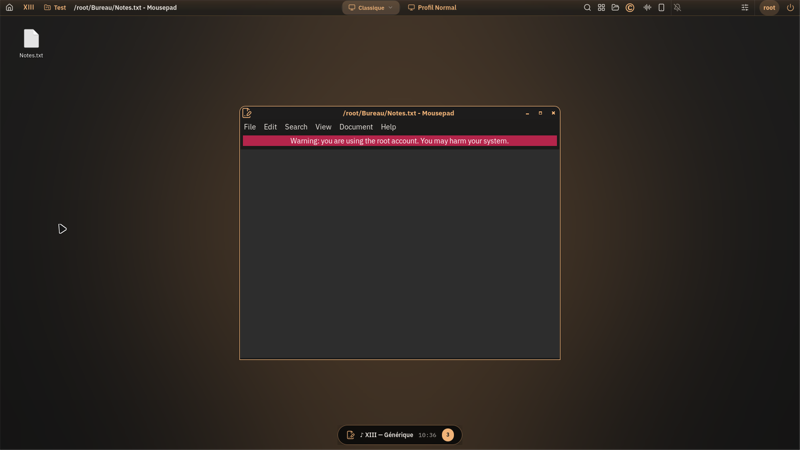 XIII Test /root/Bureau/Notes.txt - Mousepad Classique Profil Normal root
Notes.txt
/root/Bureau/Notes.txt - Mousepad
File Edit Search View Document Help
Warning: you are using the root account. You may harm your system.
♪ XIII — Générique 18:36 3